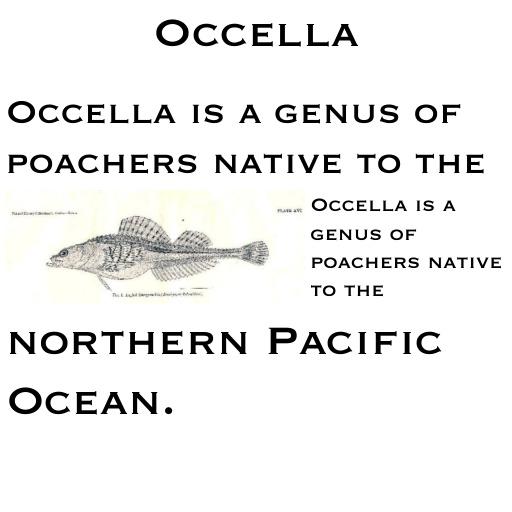 Occella
Occella is a genus of
poachers native to the
Occella is a
genus of
poachers native
to the
northern Pacific
Ocean.